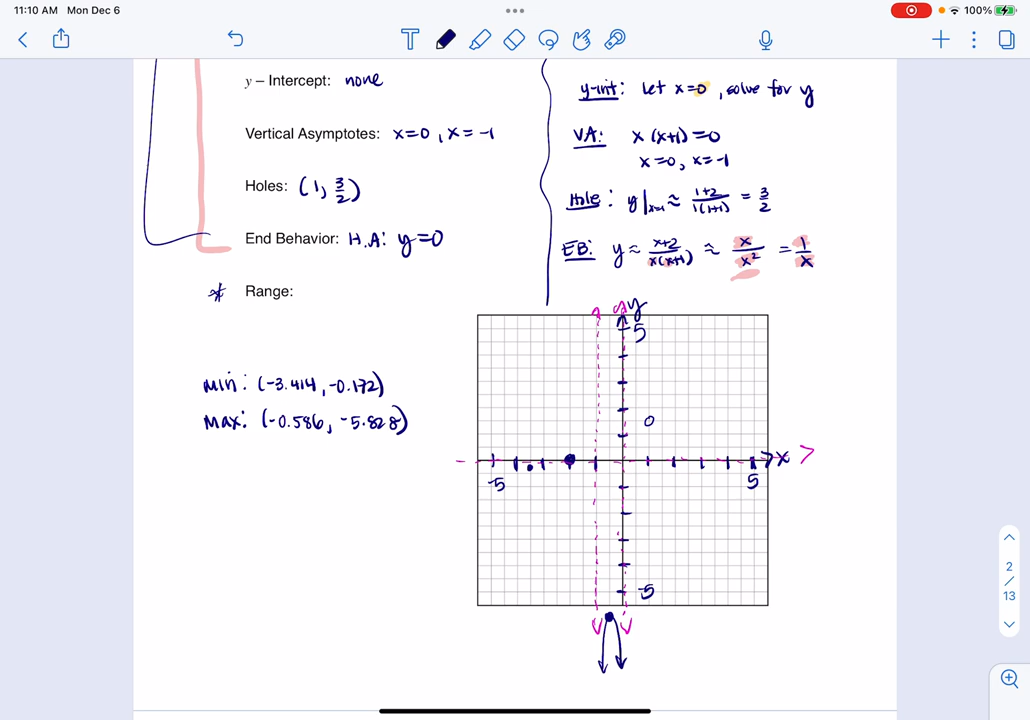 11:10 AM Mon Dec 6
100%
y – Intercept: none
Vertical Asymptotes: x=0, x=-1
Holes: (1, 3/2)
End Behavior: H.A: y=0
* Range:
min: (-3.414, -0.172)
Max: (-0.586, -5.828)
y-int: let x=0, solve for y
VA: x(x+1)=0
x=0, x=-1
Hole: y|x=1 ≈ 1+2/1(1+1) = 3/2
EB: y ≈ x+2/x(x+1) ≈ x/x² = 1/x
y
5
x
-5
5
-5
2
/
13